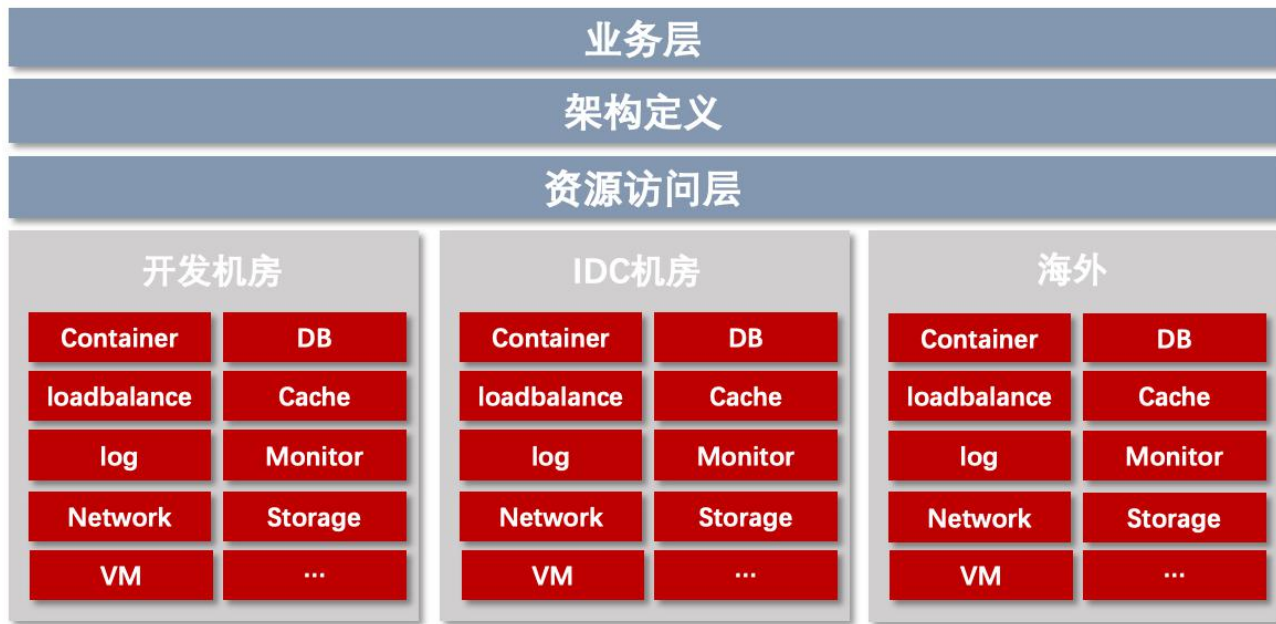 业务层
架构定义
资源访问层
开发机房
Container DB
loadbalance Cache
log Monitor
Network Storage
VM ...
IDC机房
Container DB
loadbalance Cache
log Monitor
Network Storage
VM ...
海外
Container DB
loadbalance Cache
log Monitor
Network Storage
VM ...